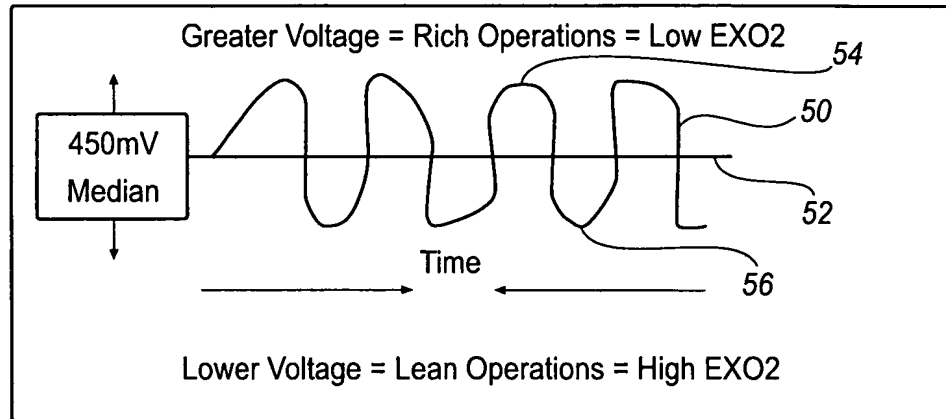 Greater Voltage = Rich Operations = Low EXO2
54
50
450mV
Median
52
Time
56
Lower Voltage = Lean Operations = High EXO2